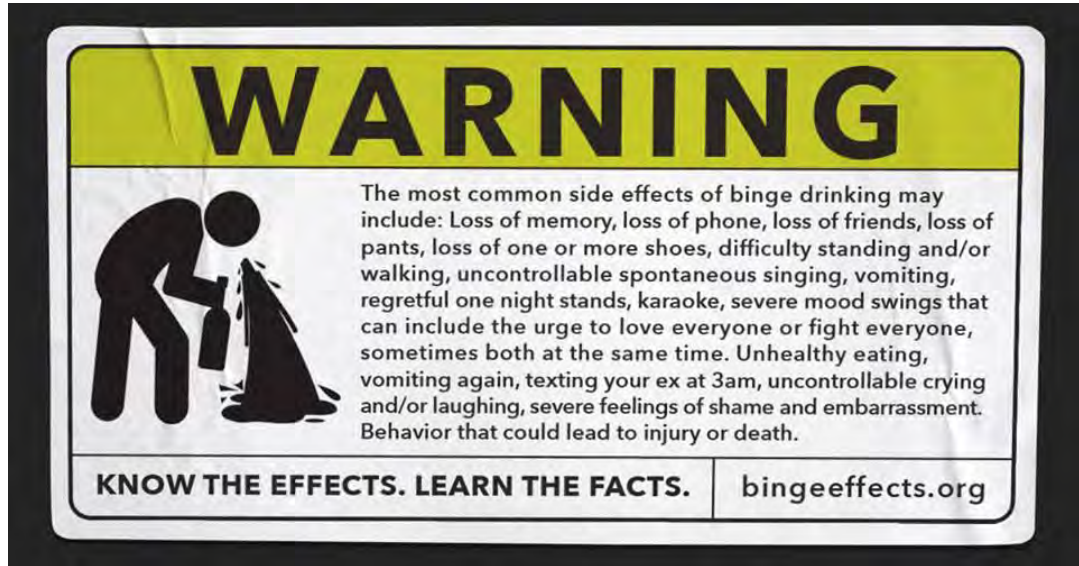 WARNING
The most common side effects of binge drinking may
include: Loss of memory, loss of phone, loss of friends, loss of
pants, loss of one or more shoes, difficulty standing and/or
walking, uncontrollable spontaneous singing, vomiting,
regretful one night stands, karaoke, severe mood swings that
can include the urge to love everyone or fight everyone,
sometimes both at the same time. Unhealthy eating,
vomiting again, texting your ex at 3am, uncontrollable crying
and/or laughing, severe feelings of shame and embarrassment.
Behavior that could lead to injury or death.
KNOW THE EFFECTS. LEARN THE FACTS.
bingeeffects.org